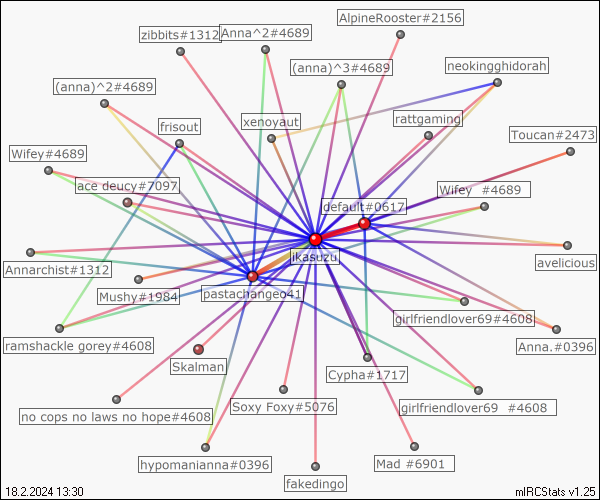 AlpineRooster#2156
zibbits#1312
Anna^2#4689
(anna)^3#4689
neokingghidorah
(anna)^2#4689
frisout
xenoyaut
rattgaming
Toucan#2473
Wifey#4689
ace deucy#7097
Wifey  #4689
default#0617
ikasuzu
avelicious
Annarchist#1312
Mushy#1984
pastachangeo41
girlfriendlover69#4608
Anna.#0396
ramshackle gorey#4608
Skalman
Cypha#1717
no cops no laws no hope#4608
Soxy Foxy#5076
girlfriendlover69  #4608
hypomanianna#0396
fakedingo
Mad #6901
18.2.2024 13:30
mIRCStats v1.25